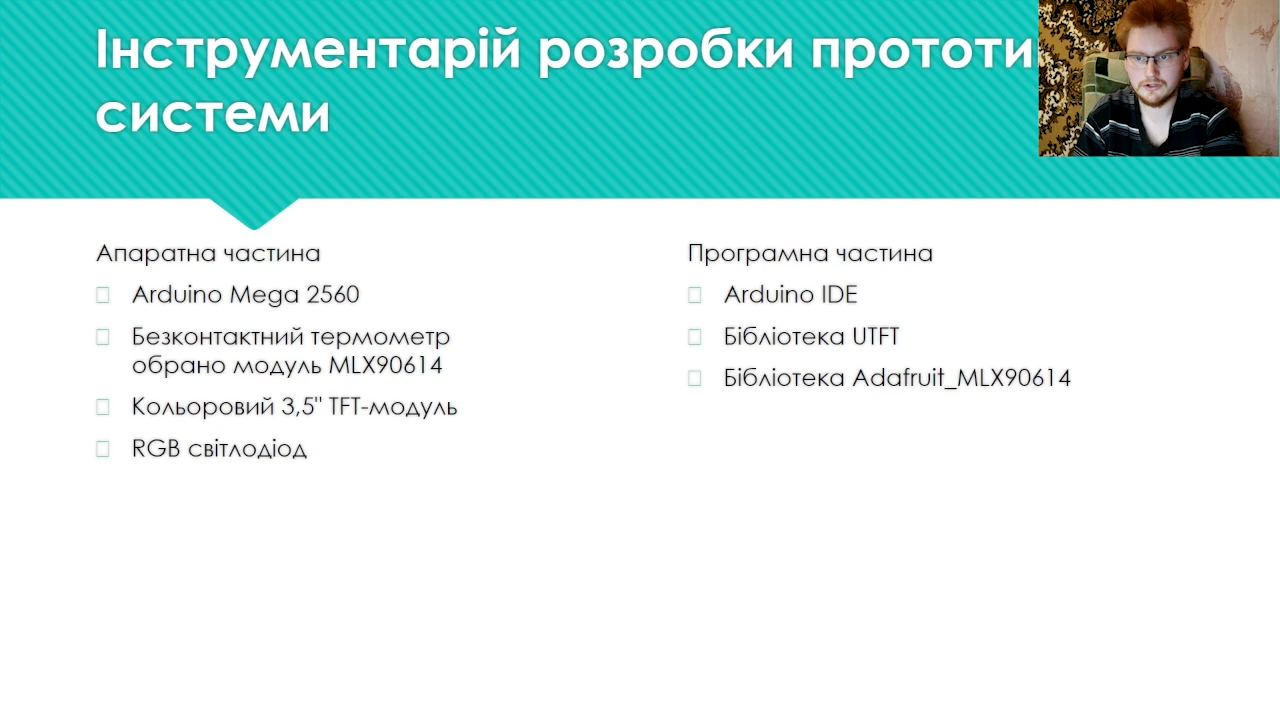 Інструментарій розробки прототи
системи
Апаратна частина
Arduino Mega 2560
Безконтактний термометр
обрано модуль MLX90614
Кольоровий 3,5" TFT-модуль
RGB світлодіод
Програмна частина
Arduino IDE
Бібліотека UTFT
Бібліотека Adafruit_MLX90614